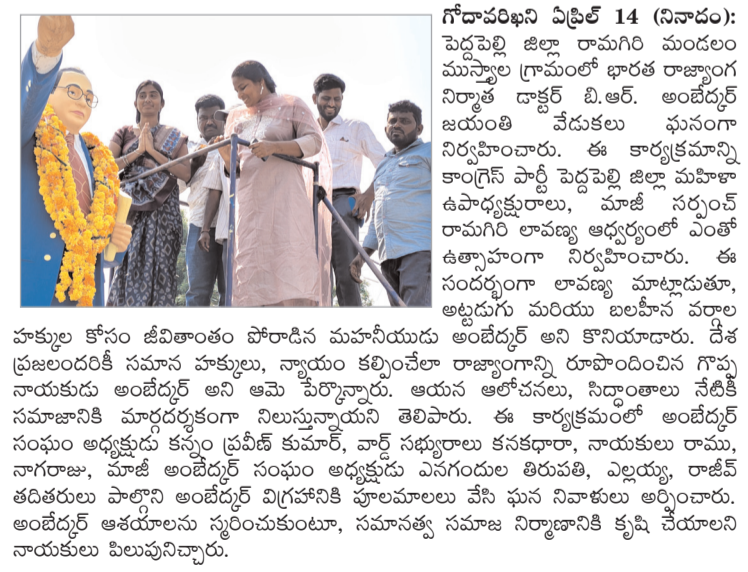 గోదావరిఖని ఏప్రిల్ 14 (నినాదం):
పెద్దపెల్లి జిల్లా రామగిరి మండలం
ముస్త్యాల గ్రామంలో భారత రాజ్యాంగ
నిర్మాత డాక్టర్ బి.ఆర్. అంబేద్కర్
జయంతి వేడుకలు ఘనంగా
నిర్వహించారు. ఈ కార్యక్రమాన్ని
కాంగ్రెస్ పార్టీ పెద్దపెల్లి జిల్లా మహిళా
ఉపాధ్యక్షురాలు, మాజీ సర్పంచ్
రామగిరి లావణ్య ఆధ్వర్యంలో ఎంతో
ఉత్సాహంగా నిర్వహించారు. ఈ
సందర్భంగా లావణ్య మాట్లాడుతూ,
అట్టడుగు మరియు బలహీన వర్గాల
హక్కుల కోసం జీవితాంతం పోరాడిన మహనీయుడు అంబేద్కర్ అని కొనియాడారు. దేశ
ప్రజలందరికీ సమాన హక్కులు, న్యాయం కల్పించేలా రాజ్యాంగాన్ని రూపొందించిన గొప్ప
నాయకుడు అంబేద్కర్ అని ఆమె పేర్కొన్నారు. ఆయన ఆలోచనలు, సిద్ధాంతాలు నేటికీ
సమాజానికి మార్గదర్శకంగా నిలుస్తున్నాయని తెలిపారు. ఈ కార్యక్రమంలో అంబేద్కర్
సంఘం అధ్యక్షుడు కన్నం ప్రవీణ్ కుమార్, వార్డ్ సభ్యురాలు కనకధారా, నాయకులు రాము,
నాగరాజు, మాజీ అంబేద్కర్ సంఘం అధ్యక్షుడు ఎనగందుల తిరుపతి, ఎల్లయ్య, రాజీవ్
తదితరులు పాల్గొని అంబేద్కర్ విగ్రహానికి పూలమాలలు వేసి ఘన నివాళులు అర్పించారు.
అంబేద్కర్ ఆశయాలను స్మరించుకుంటూ, సమానత్వ సమాజ నిర్మాణానికి కృషి చేయాలని
నాయకులు పిలుపునిచ్చారు.